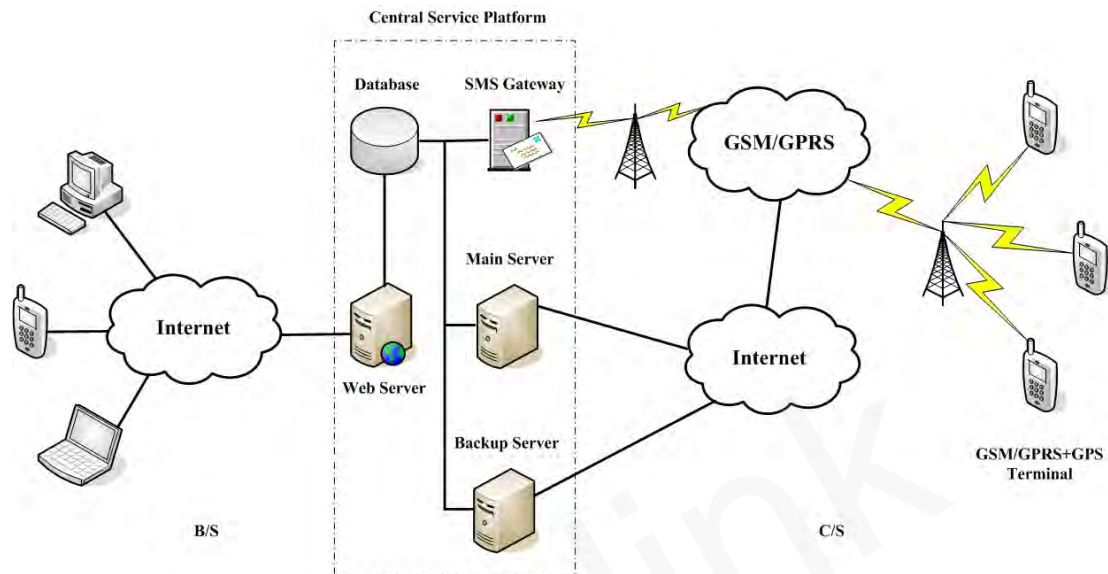 Central Service Platform
Database
SMS Gateway
GSM/GPRS
Main Server
Internet
Internet
Web Server
Backup Server
GSM/GPRS+GPS
Terminal
B/S
C/S